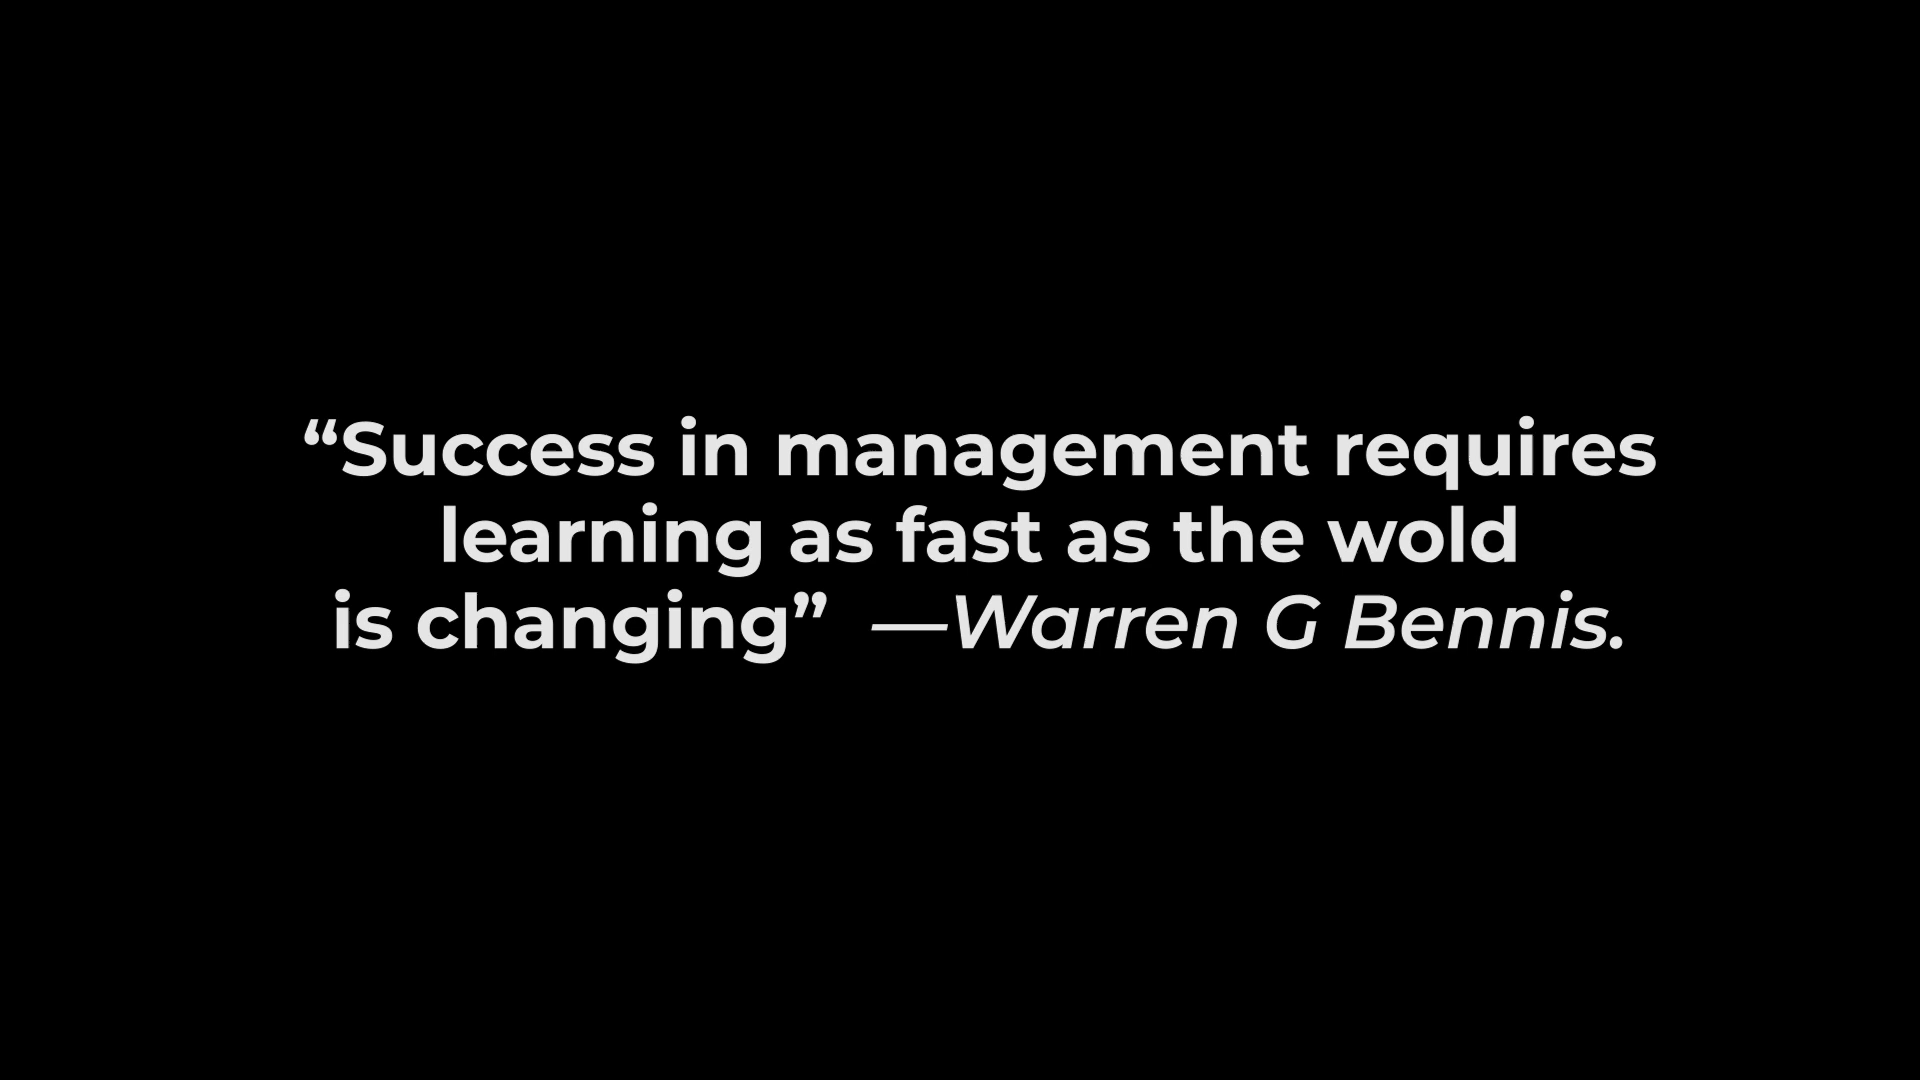 “Success in management requires
learning as fast as the wold
is changing”  —Warren G Bennis.